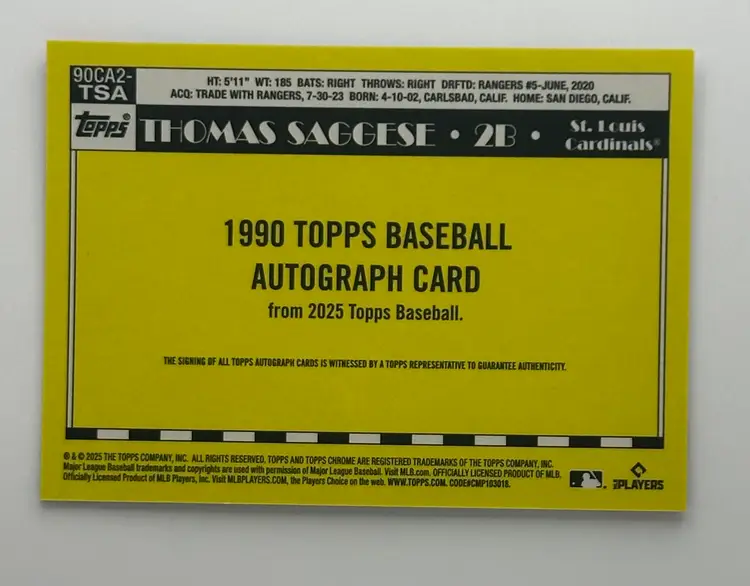 90CA2-
TSA
HT: 5'11" WT: 185 BATS: RIGHT THROWS: RIGHT DRFTD: RANGERS #5-JUNE, 2020
ACQ: TRADE WITH RANGERS, 7-30-23 BORN: 4-10-02, CARLSBAD, CALIF. HOME: SAN DIEGO, CALIF.
topps®
THOMAS SAGGESE • 2B •
St. Louis
Cardinals®
1990 TOPPS BASEBALL
AUTOGRAPH CARD
from 2025 Topps Baseball.
THE SIGNING OF ALL TOPPS AUTOGRAPH CARDS IS WITNESSED BY A TOPPS REPRESENTATIVE TO GUARANTEE AUTHENTICITY.
® & © 2025 THE TOPPS COMPANY, INC. ALL RIGHTS RESERVED. TOPPS AND TOPPS CHROME ARE REGISTERED TRADEMARKS OF THE TOPPS COMPANY, INC.
Major League Baseball trademarks and copyrights are used with permission of Major League Baseball. Visit MLB.com. OFFICIALLY LICENSED PRODUCT OF MLB.
Officially Licensed Product of MLB Players, Inc. Visit MLBPLAYERS.COM, the Players Choice on the web. WWW.TOPPS.COM. CODE#CMP103018.
MLB PLAYERS